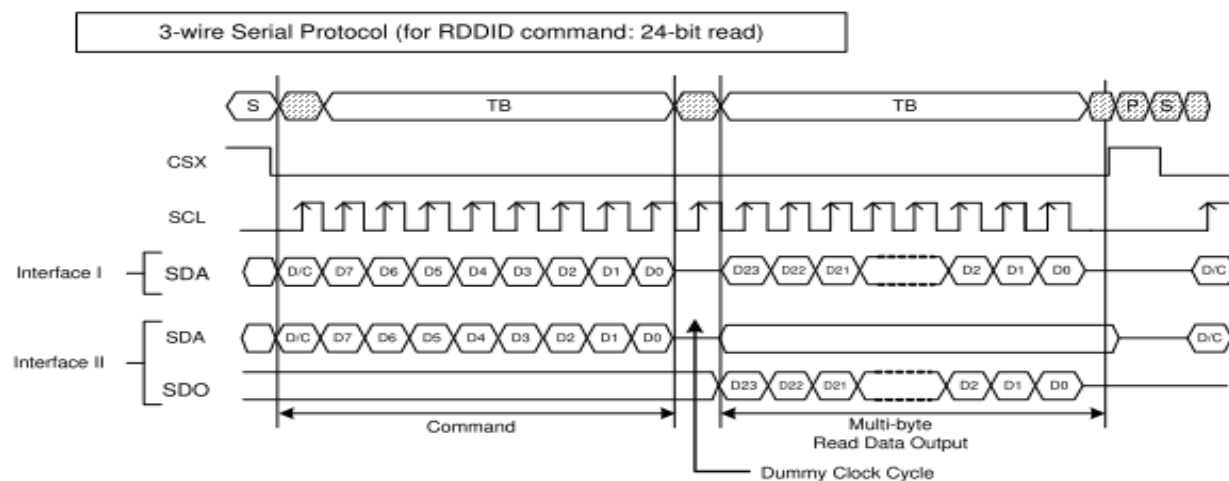 3-wire Serial Protocol (for RDDID command: 24-bit read)
S TB TB P S
CSX
SCL
Interface I SDA D/C D7 D6 D5 D4 D3 D2 D1 D0 D23 D22 D21 D2 D1 D0 D/C
SDA D/C D7 D6 D5 D4 D3 D2 D1 D0 D/C
Interface II
SDO D23 D22 D21 D2 D1 D0
Command
Multi-byte
Read Data Output
Dummy Clock Cycle